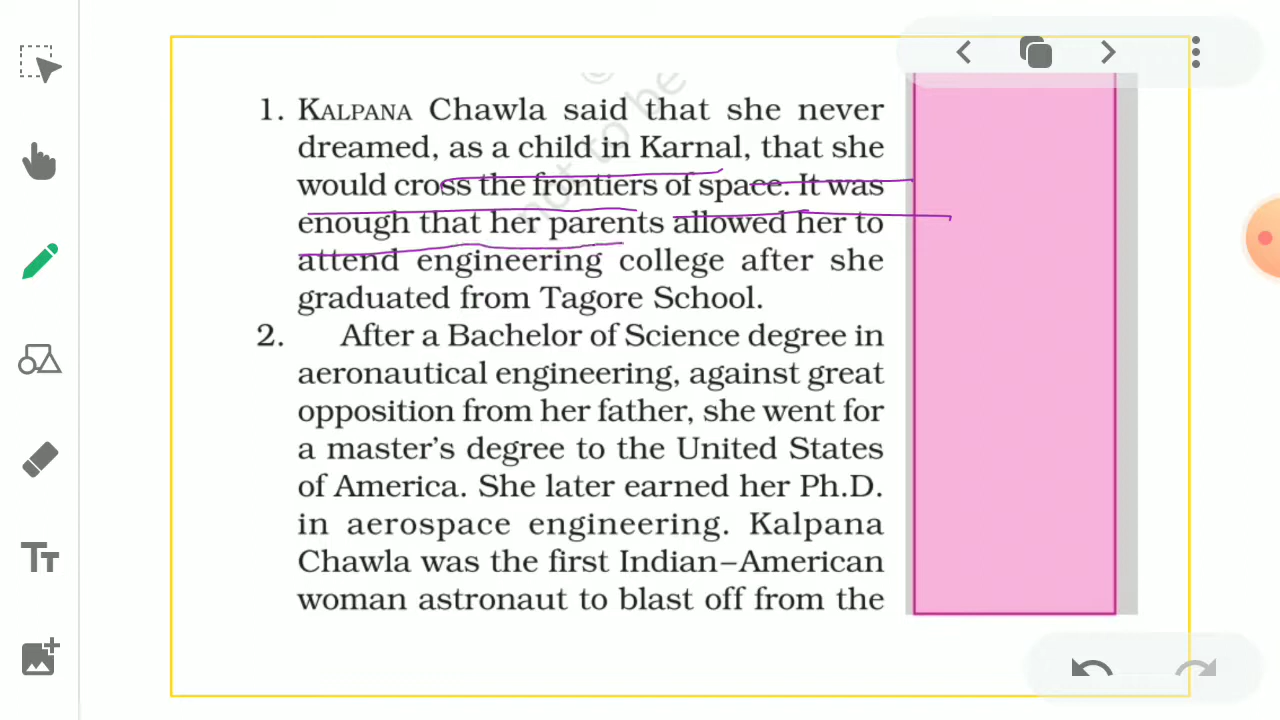 not to be
1. KALPANA Chawla said that she never
dreamed, as a child in Karnal, that she
would cross the frontiers of space. It was
enough that her parents allowed her to
attend engineering college after she
graduated from Tagore School.
2. After a Bachelor of Science degree in
aeronautical engineering, against great
opposition from her father, she went for
a master's degree to the United States
of America. She later earned her Ph.D.
in aerospace engineering. Kalpana
Chawla was the first Indian–American
woman astronaut to blast off from the
Tт